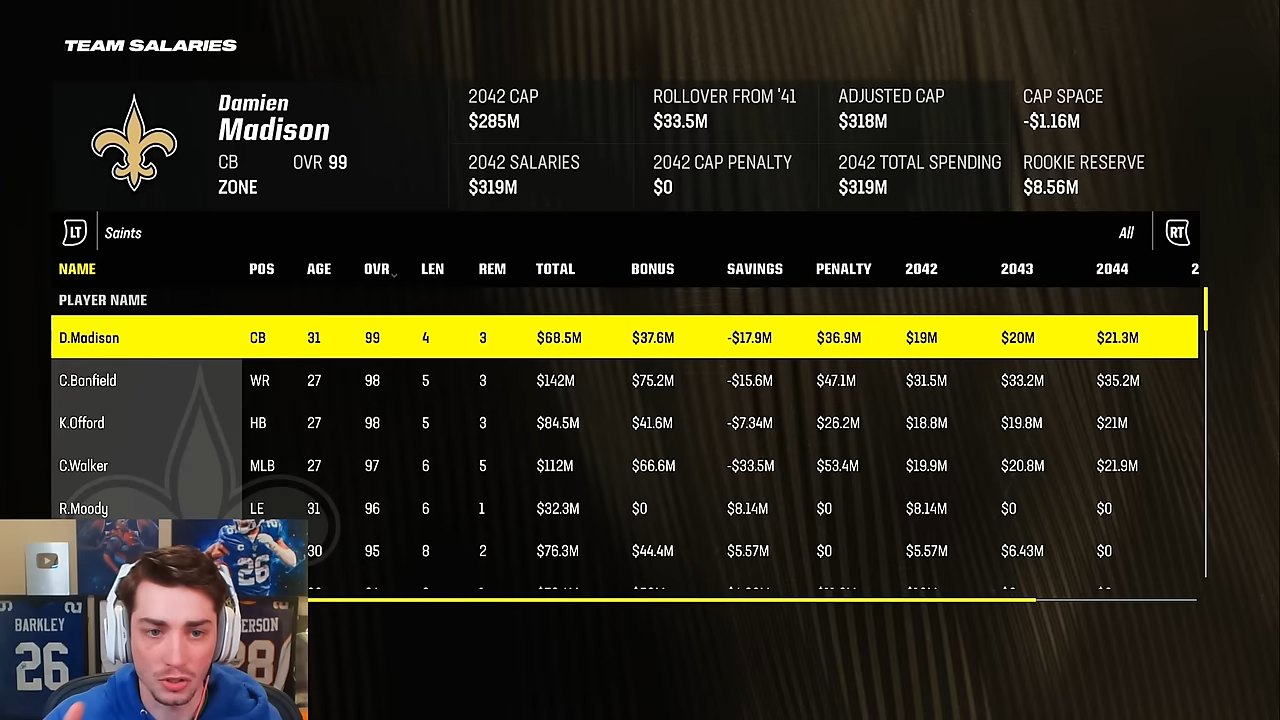 TEAM SALARIES
Damien
Madison
CB OVR 99
ZONE
2042 CAP ROLLOVER FROM '41 ADJUSTED CAP CAP SPACE
$285M $33.5M $318M -$1.16M
2042 SALARIES 2042 CAP PENALTY 2042 TOTAL SPENDING ROOKIE RESERVE
$319M $0 $319M $8.56M
LT Saints All RT
NAME POS AGE OVR LEN REM TOTAL BONUS SAVINGS PENALTY 2042 2043 2044 2
PLAYER NAME
D.Madison CB 31 99 4 3 $68.5M $37.6M -$17.9M $36.9M $19M $20M $21.3M
C.Banfield WR 27 98 5 3 $142M $75.2M -$15.6M $47.1M $31.5M $33.2M $35.2M
K.Offord HB 27 98 5 3 $84.5M $41.6M -$7.34M $26.2M $18.8M $19.8M $21M
C.Walker MLB 27 97 6 5 $112M $66.6M -$33.5M $53.4M $19.9M $20.8M $21.9M
R.Moody LE 31 96 6 1 $32.3M $0 $8.14M $0 $8.14M $0 $0
30 95 8 2 $76.3M $44.4M $5.57M $0 $5.57M $6.43M $0
26
BARKLEY
26
ERSON